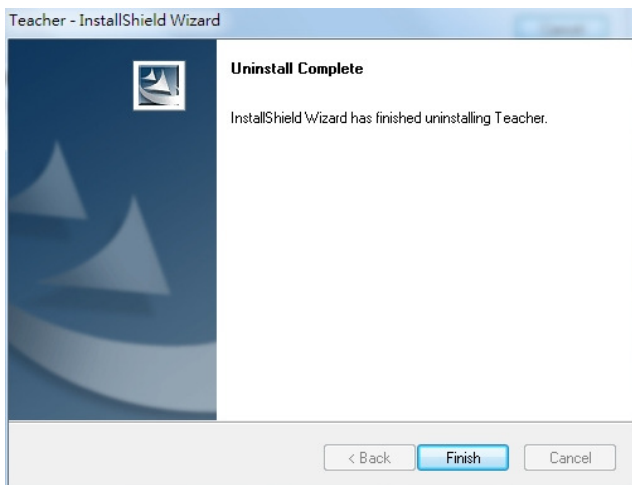 Teacher - InstallShield Wizard
Uninstall Complete
InstallShield Wizard has finished uninstalling Teacher.
< Back
Finish
Cancel